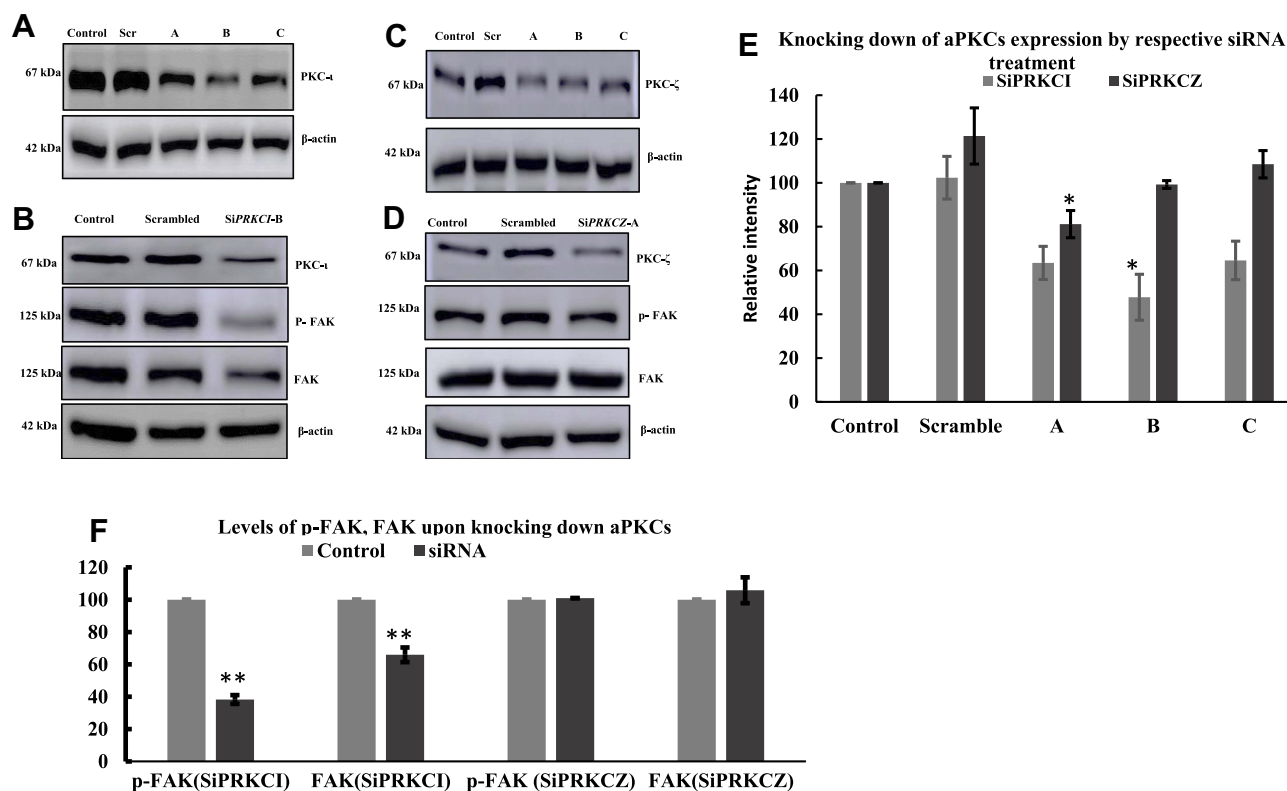 A
Control Scr A B C
67 kDa
PKC-ι
42 kDa
β-actin
B
Control Scrambled SiPRKCI-B
67 kDa
PKC-ι
125 kDa
P- FAK
125 kDa
FAK
42 kDa
β-actin
C
Control Scr A B C
67 kDa
PKC-ζ
42 kDa
β-actin
D
Control Scrambled SiPRKCZ-A
67 kDa
PKC-ζ
125 kDa
p- FAK
125 kDa
FAK
42 kDa
β-actin
E
Knocking down of aPKCs expression by respective siRNA
treatment
SiPRKCI SiPRKCZ
Relative intensity
140
120
100
80
60
40
20
0
*
*
Control Scramble A B C
F
Levels of p-FAK, FAK upon knocking down aPKCs
Control siRNA
120
100
80
60
40
20
0
**
**
p-FAK(SiPRKCI) FAK(SiPRKCI) p-FAK (SiPRKCZ) FAK(SiPRKCZ)